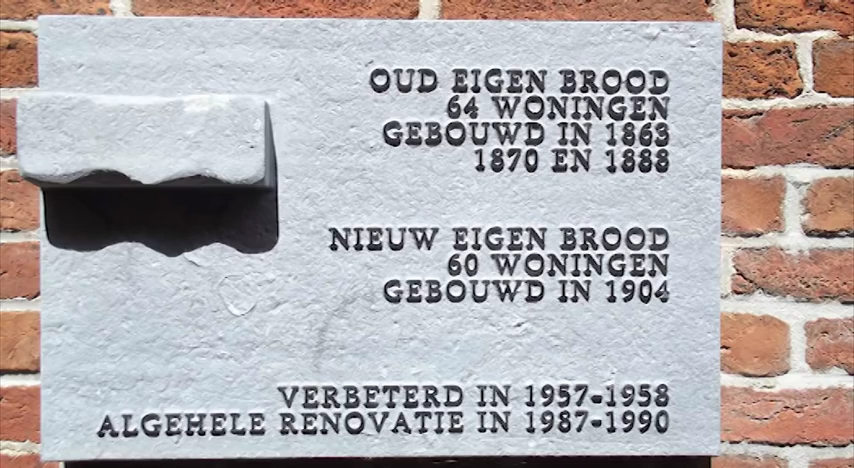 OUD EIGEN BROOD
64 WONINGEN
GEBOUWD IN 1863
1870 EN 1888
NIEUW EIGEN BROOD
60 WONINGEN
GEBOUWD IN 1904
VERBETERD IN 1957-1958
ALGEHELE RENOVATIE IN 1987-1990